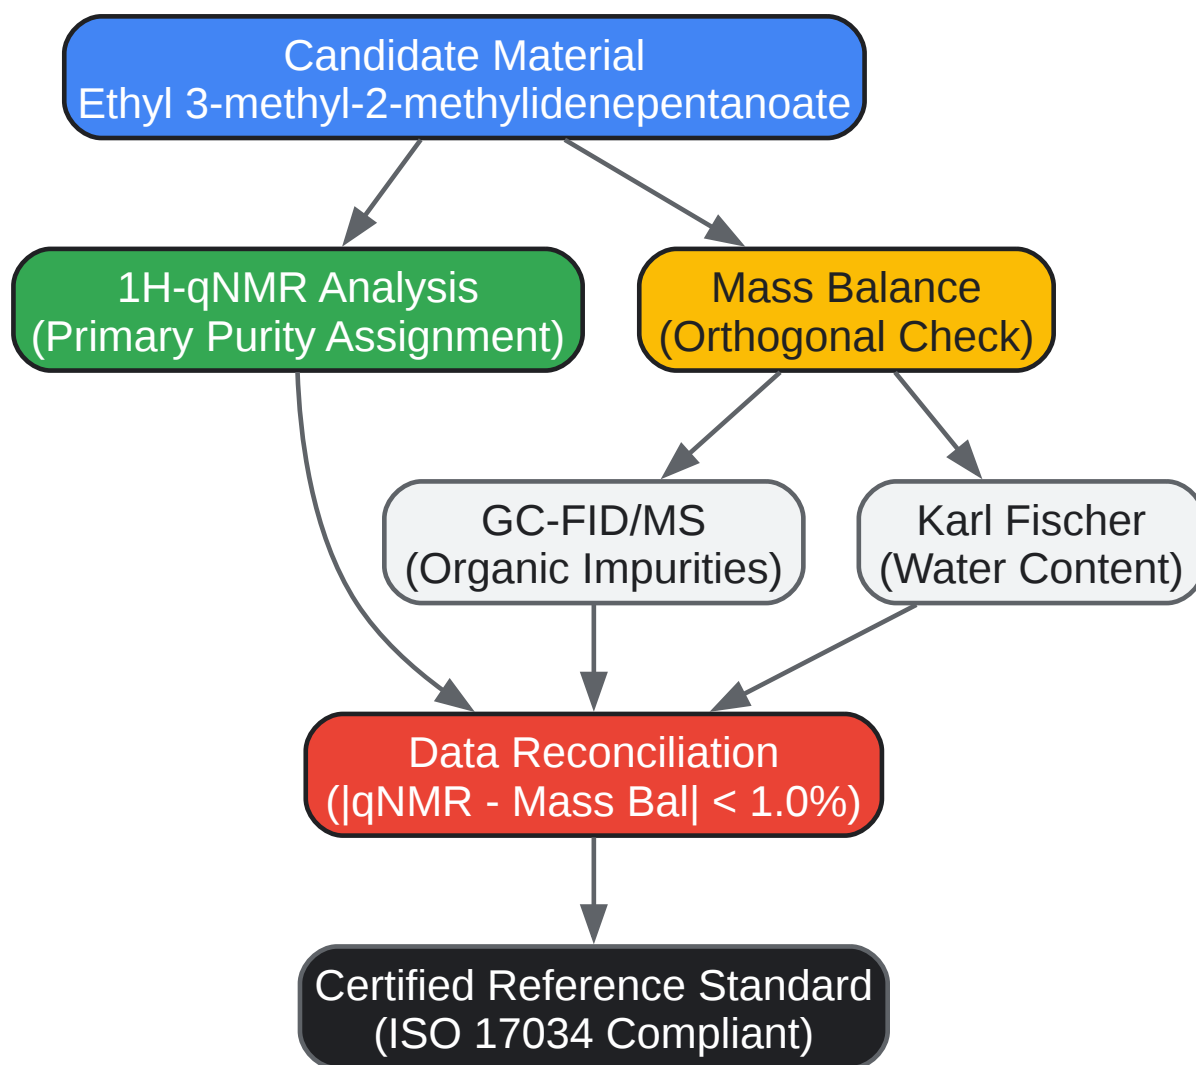 Candidate Material
Ethyl 3-methyl-2-methylidenepentanoate
1H-qNMR Analysis
(Primary Purity Assignment)
Mass Balance
(Orthogonal Check)
GC-FID/MS
(Organic Impurities)
Karl Fischer
(Water Content)
Data Reconciliation
(|qNMR - Mass Bal| < 1.0%)
Certified Reference Standard
(ISO 17034 Compliant)